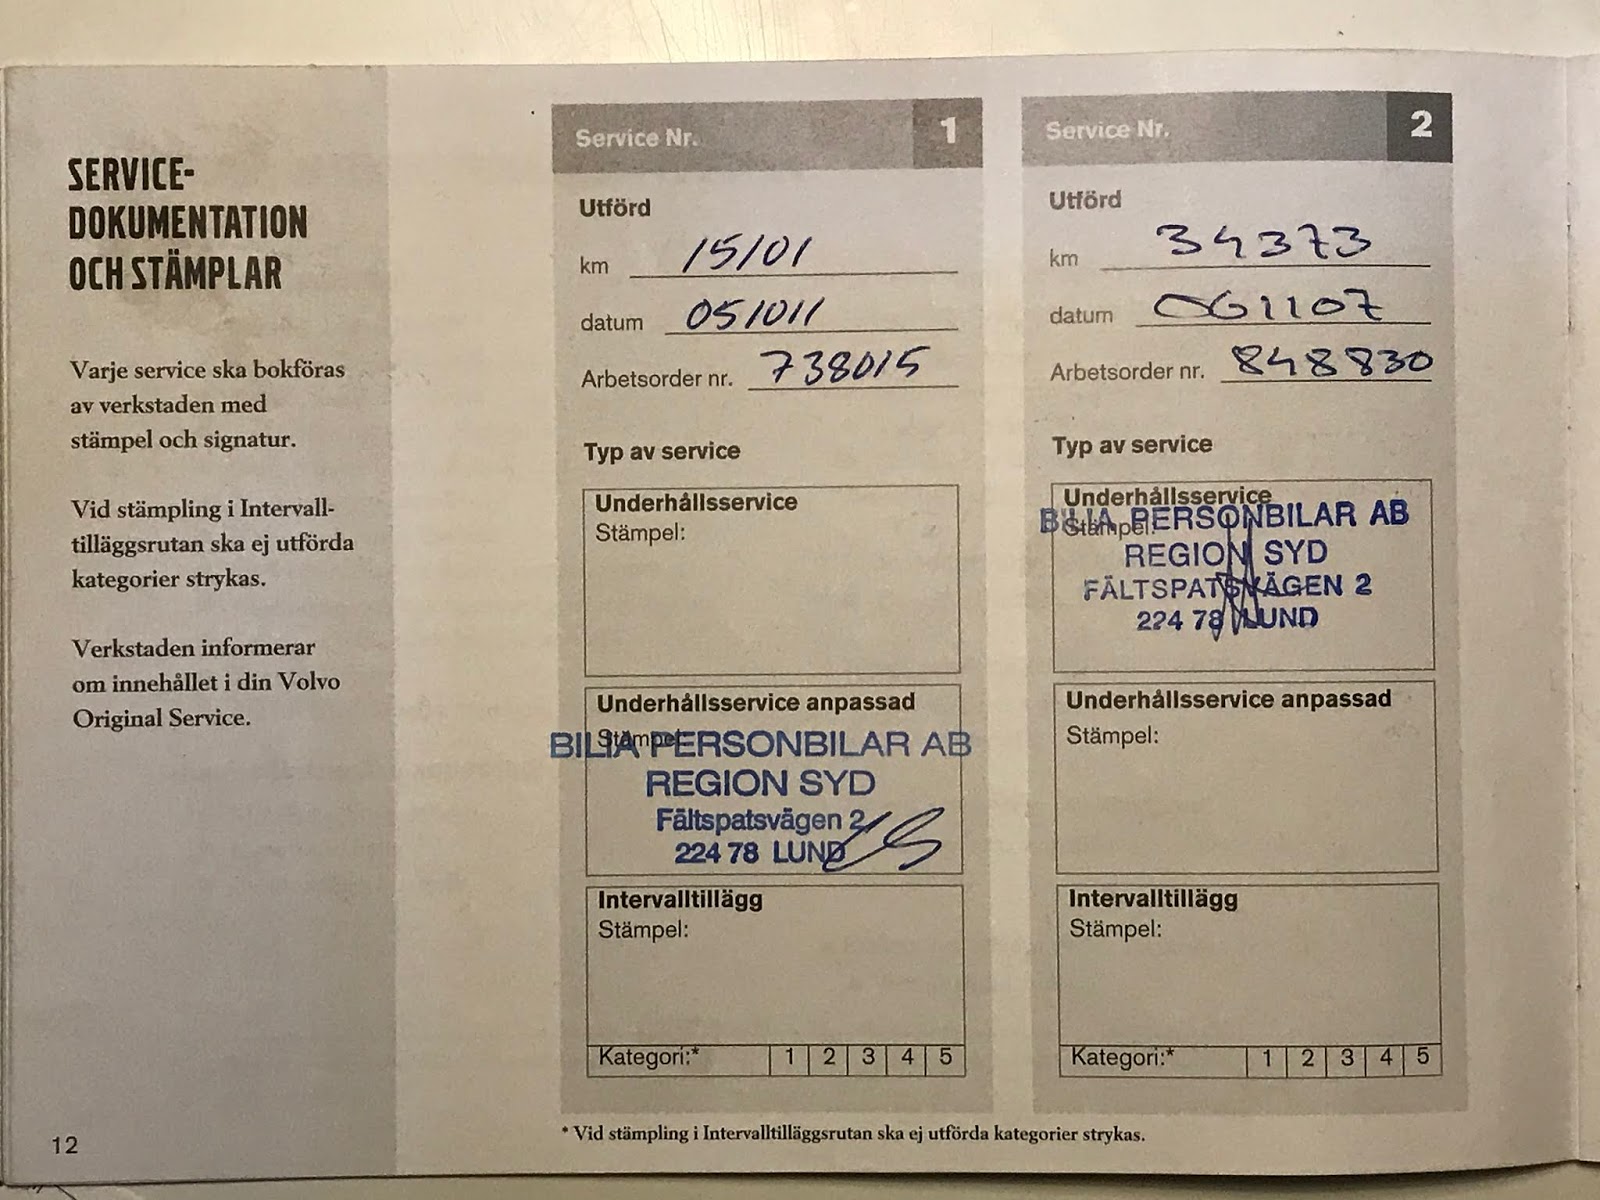 SERVICE-
DOKUMENTATION
OCH STÄMPLAR
Varje service ska bokföras
av verkstaden med
stämpel och signatur.
Vid stämpling i Intervall-
tilläggsrutan ska ej utförda
kategorier strykas.
Verkstaden informerar
om innehållet i din Volvo
Original Service.
12
Service Nr. 1
Utförd
km 15101
datum 051011
Arbetsorder nr. 738015
Typ av service
Underhållsservice
Stämpel:
Underhållsservice anpassad
Stämpel:
BILIA PERSONBILAR AB
REGION SYD
Fältspatsvägen 2
224 78 LUND
Intervalltillägg
Stämpel:
Kategori:* 1 2 3 4 5
Service Nr. 2
Utförd
km 34373
datum 061107
Arbetsorder nr. 848830
Typ av service
Underhållsservice
Stämpel:
BILIA PERSONBILAR AB
REGION SYD
FÄLTSPATSVÄGEN 2
224 78 LUND
Underhållsservice anpassad
Stämpel:
Intervalltillägg
Stämpel:
Kategori:* 1 2 3 4 5
* Vid stämpling i Intervalltilläggsrutan ska ej utförda kategorier strykas.